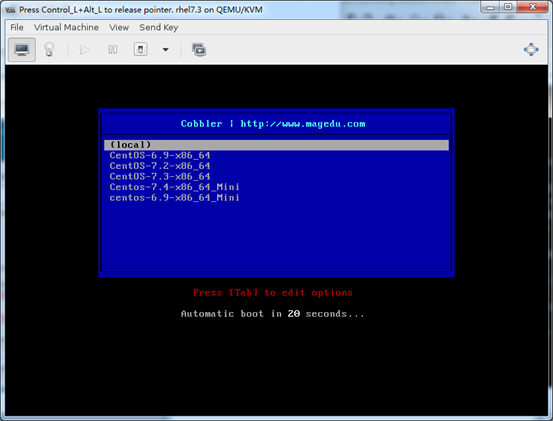 Press Control_L+Alt_L to release pointer. rhel7.3 on QEMU/KVM
File Virtual Machine View Send Key
Cobbler | http://www.magedu.com
(local)
CentOS-6.9-x86_64
CentOS-7.2-x86_64
CentOS-7.3-x86_64
Centos-7.4-x86_64_Mini
centos-6.9-x86_64_Mini
Press [Tab] to edit options
Automatic boot in 20 seconds...